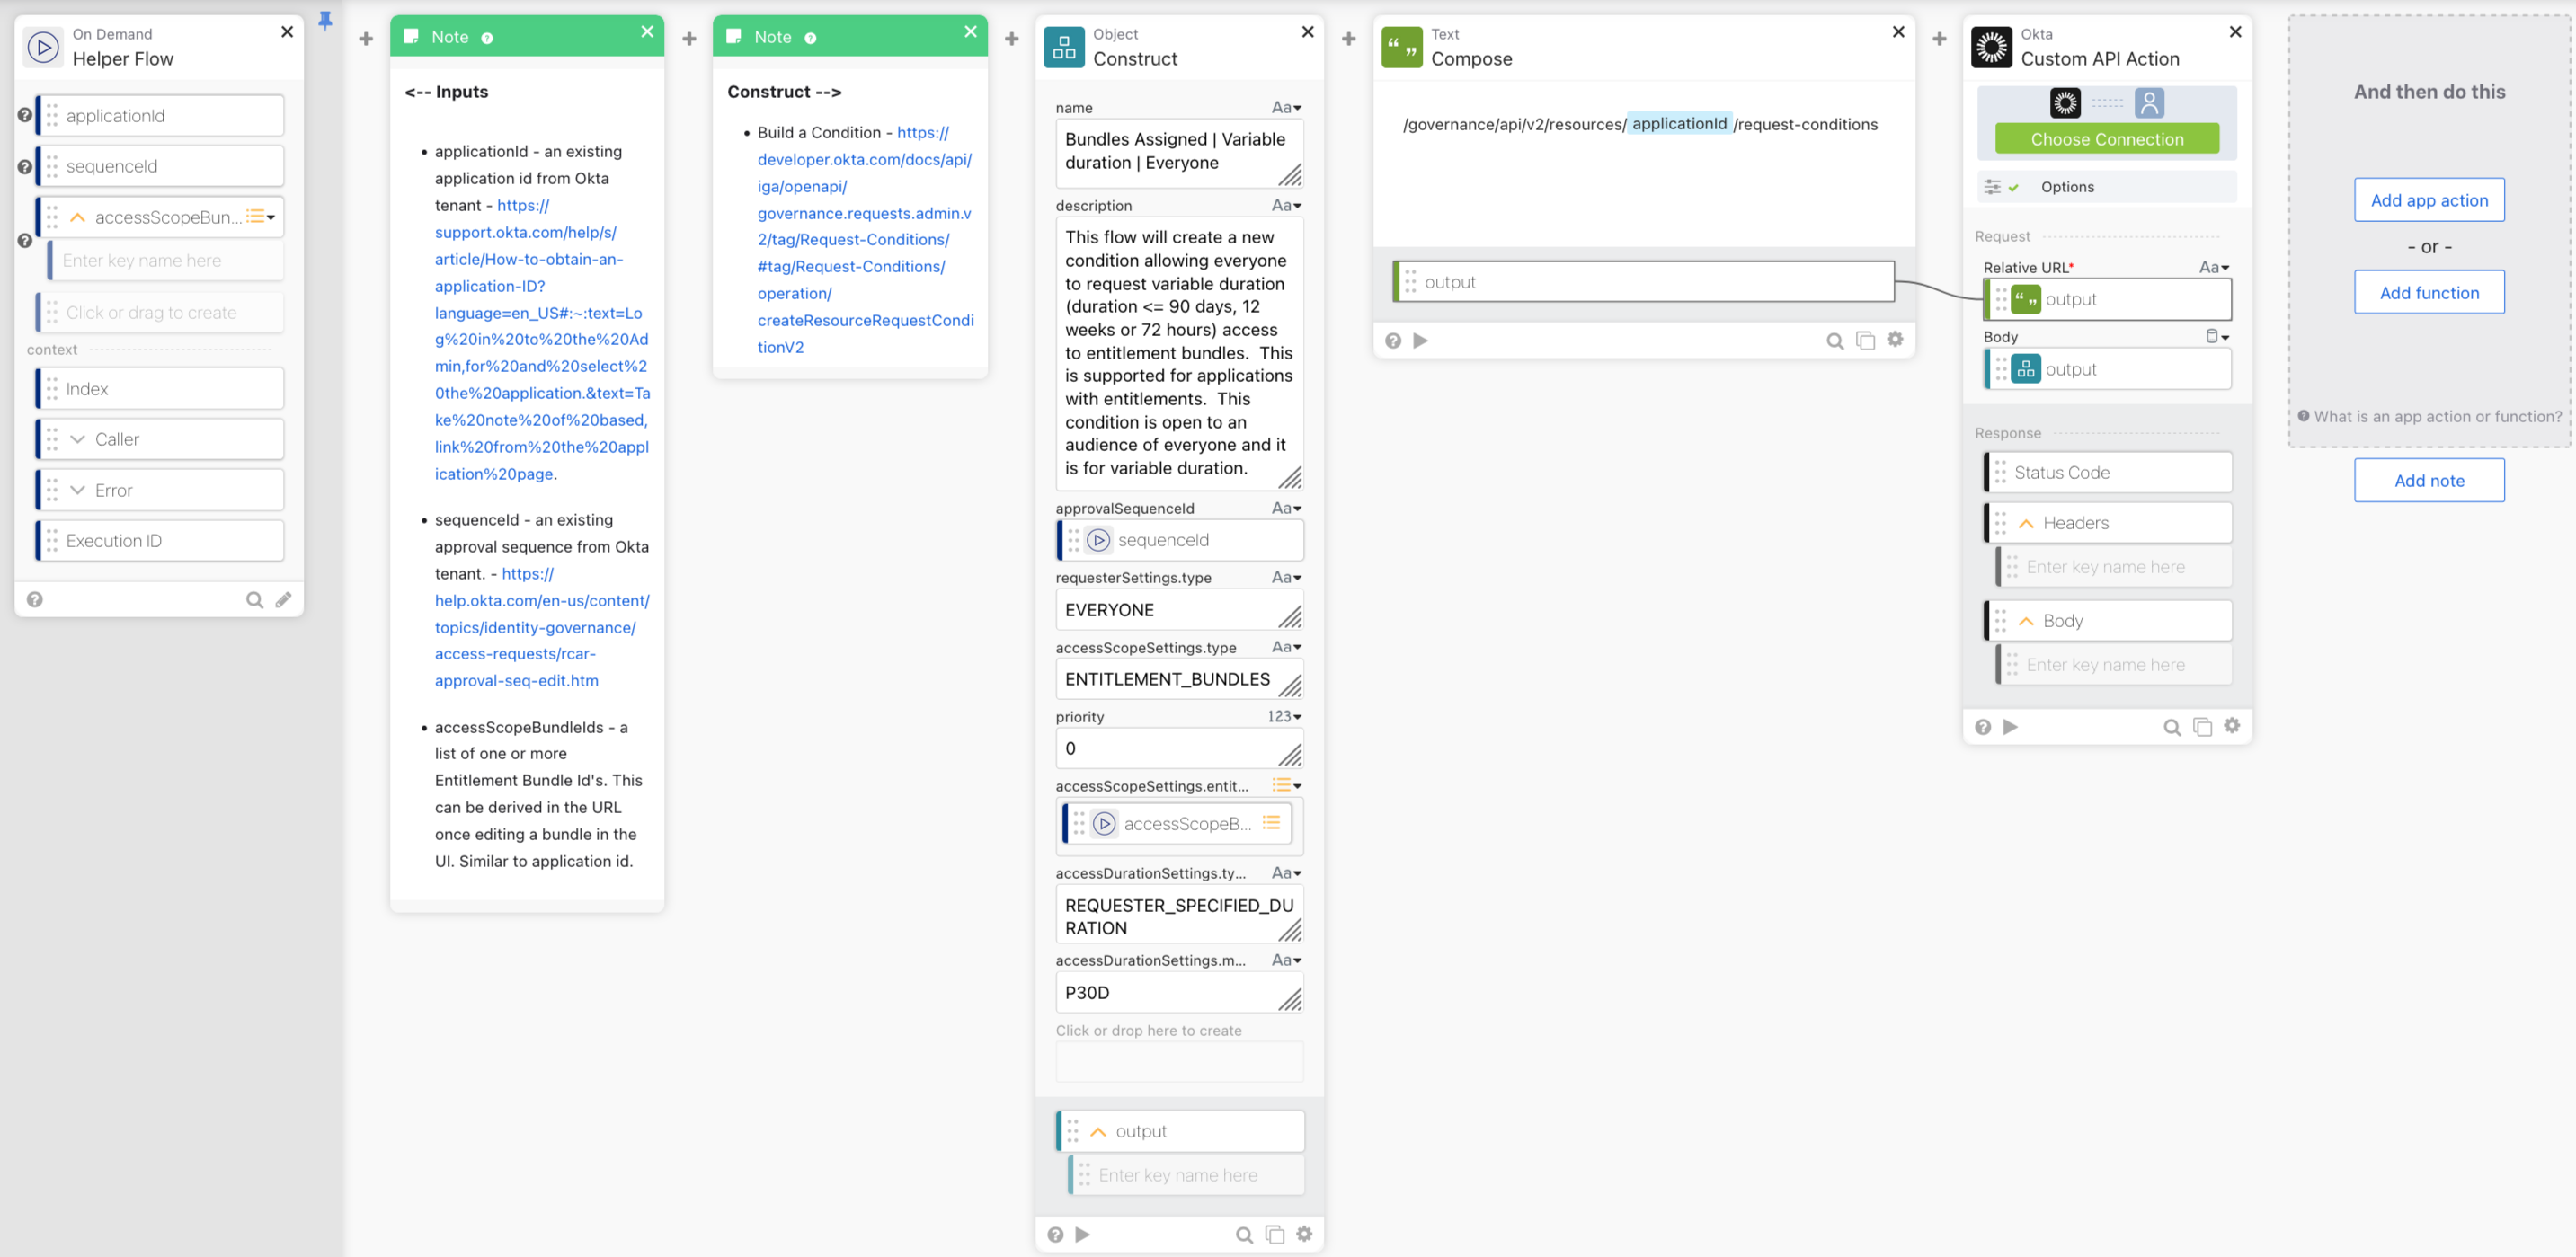 On Demand
Helper Flow
applicationId
sequenceId
accessScopeBun...
Enter key name here
Click or drag to create
context
Index
Caller
Error
Execution ID
Note
<-- Inputs
• applicationId - an existing
application id from Okta
tenant - https://
support.okta.com/help/s/
article/How-to-obtain-an-
application-ID?
language=en_US#:~:text=Lo
g%20in%20to%20the%20Ad
min,for%20and%20select%2
0the%20application.&text=Ta
ke%20note%20of%20based,
link%20from%20the%20appl
ication%20page.
• sequenceId - an existing
approval sequence from Okta
tenant. - https://
help.okta.com/en-us/content/
topics/identity-governance/
access-requests/rcar-
approval-seq-edit.htm
• accessScopeBundleIds - a
list of one or more
Entitlement Bundle Id's. This
can be derived in the URL
once editing a bundle in the
UI. Similar to application id.
Note
Construct -->
• Build a Condition - https://
developer.okta.com/docs/api/
iga/openapi/
governance.requests.admin.v
2/tag/Request-Conditions/
#tag/Request-Conditions/
operation/
createResourceRequestCondi
tionV2
Object
Construct
name Aa
Bundles Assigned | Variable
duration | Everyone
description Aa
This flow will create a new
condition allowing everyone
to request variable duration
(duration <= 90 days, 12
weeks or 72 hours) access
to entitlement bundles.  This
is supported for applications
with entitlements.  This
condition is open to an
audience of everyone and it
is for variable duration.
approvalSequenceId Aa
sequenceId
requesterSettings.type Aa
EVERYONE
accessScopeSettings.type Aa
ENTITLEMENT_BUNDLES
priority 123
0
accessScopeSettings.entit...
accessScopeB...
accessDurationSettings.ty... Aa
REQUESTER_SPECIFIED_DU
RATION
accessDurationSettings.m... Aa
P30D
Click or drop here to create
output
Enter key name here
Text
Compose
/governance/api/v2/resources/ applicationId /request-conditions
output
Okta
Custom API Action
Choose Connection
Options
Request
Relative URL* Aa
output
Body
output
Response
Status Code
Headers
Enter key name here
Body
Enter key name here
And then do this
Add app action
- or -
Add function
What is an app action or function?
Add note